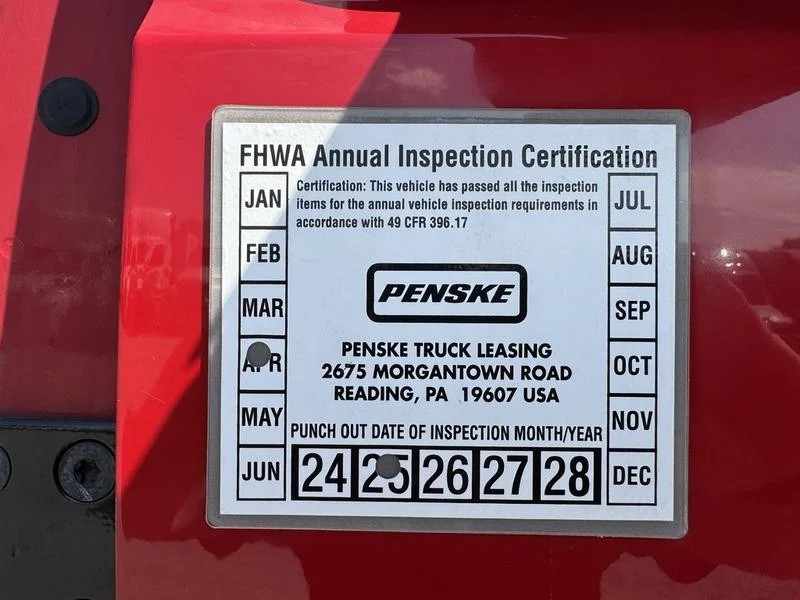 FHWA Annual Inspection Certification
Certification: This vehicle has passed all the inspection
items for the annual vehicle inspection requirements in
accordance with 49 CFR 396.17
JAN
FEB
MAR
APR
MAY
JUN
PENSKE
PENSKE TRUCK LEASING
2675 MORGANTOWN ROAD
READING, PA 19607 USA
PUNCH OUT DATE OF INSPECTION MONTH/YEAR
24 25 26 27 28
JUL
AUG
SEP
OCT
NOV
DEC